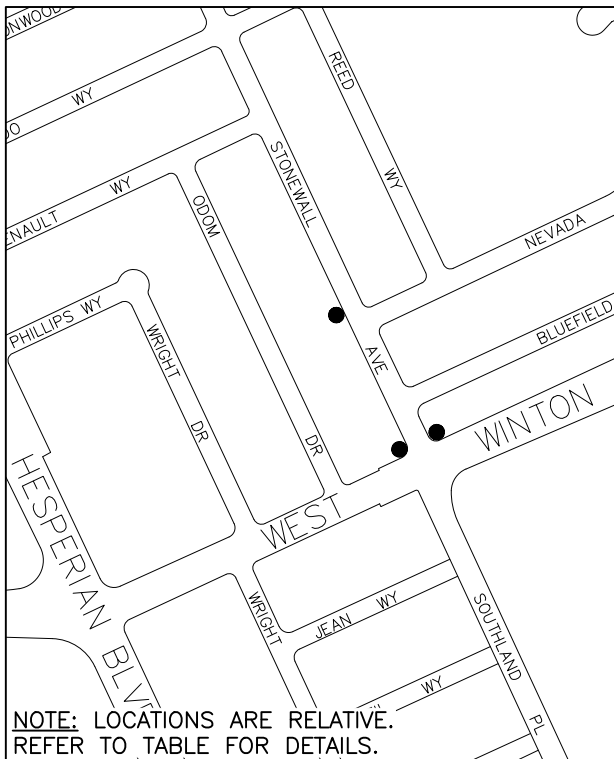 WY
WY
REED
WY
STONEWALL
AVE
ODOM
DR
NEVADA
BLUEFIELD
PHILLIPS WY
WRIGHT
DR
WEST
WINTON
HESPERIAN
WRIGHT
JEAN WY
SOUTHLAND
PL
WY
NOTE: LOCATIONS ARE RELATIVE.
REFER TO TABLE FOR DETAILS.